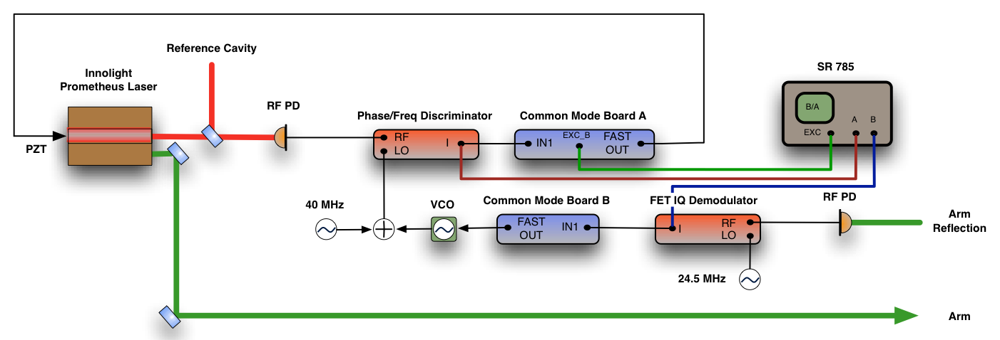 Reference Cavity
Innolight
Prometheus Laser
SR 785
RF PD
Phase/Freq Discriminator
Common Mode Board A
B/A
EXC
A
B
PZT
RF
LO
I
IN1
EXC_B
FAST
OUT
40 MHz
VCO
Common Mode Board B
FET IQ Demodulator
RF PD
FAST
OUT
IN1
I
RF
LO
Arm
Reflection
24.5 MHz
Arm